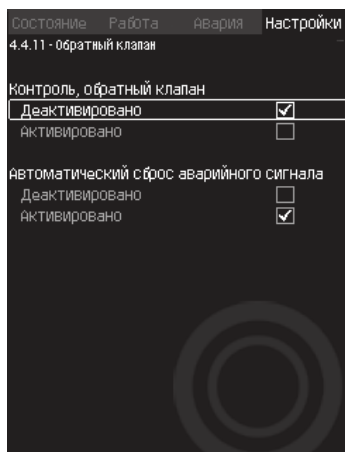 Состояние Работа Авария Настройки
4.4.11 - Обратный клапан
Контроль, обратный клапан
Деактивировано
Активировано
Автоматический сброс аварийного сигнала
Деактивировано
Активировано